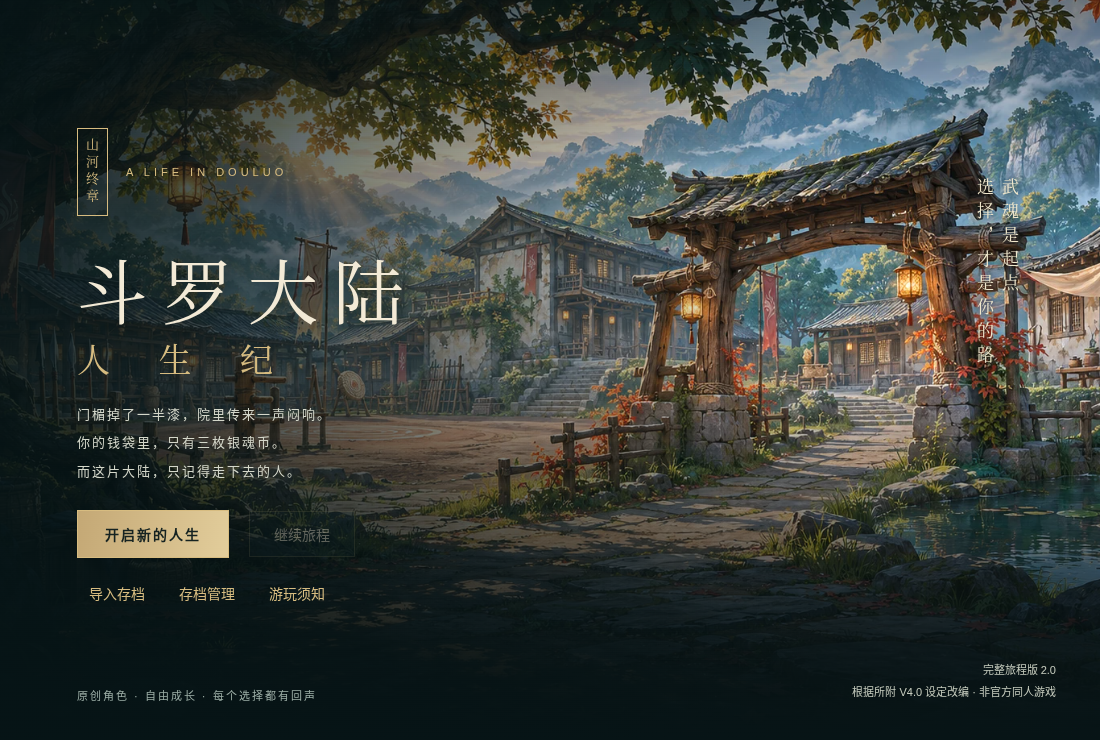 山河终章
A LIFE IN DOULUO
斗罗大陆
人生纪
武魂是起点
选择，才是你的路
门楣掉了一半漆，院里传来一声闷响。
你的钱袋里，只有三枚银魂币。
而这片大陆，只记得走下去的人。
开启新的人生
继续旅程
导入存档
存档管理
游玩须知
完整旅程版 2.0
原创角色 · 自由成长 · 每个选择都有回响
根据所附 V4.0 设定改编 · 非官方同人游戏